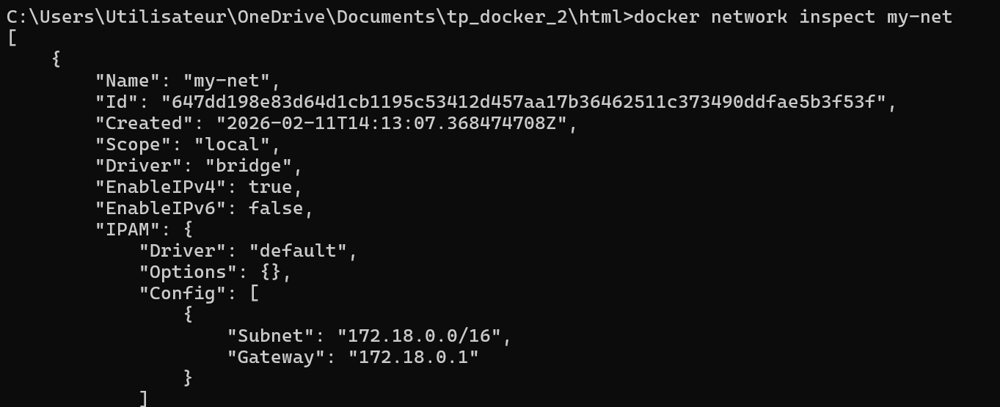 C:\Users\Utilisateur\OneDrive\Documents\tp_docker_2\html>docker network inspect my-net
[
    {
        "Name": "my-net",
        "Id": "647dd198e83d64d1cb1195c53412d457aa17b36462511c373490ddfae5b3f53f",
        "Created": "2026-02-11T14:13:07.368474708Z",
        "Scope": "local",
        "Driver": "bridge",
        "EnableIPv4": true,
        "EnableIPv6": false,
        "IPAM": {
            "Driver": "default",
            "Options": {},
            "Config": [
                {
                    "Subnet": "172.18.0.0/16",
                    "Gateway": "172.18.0.1"
                }
            ]